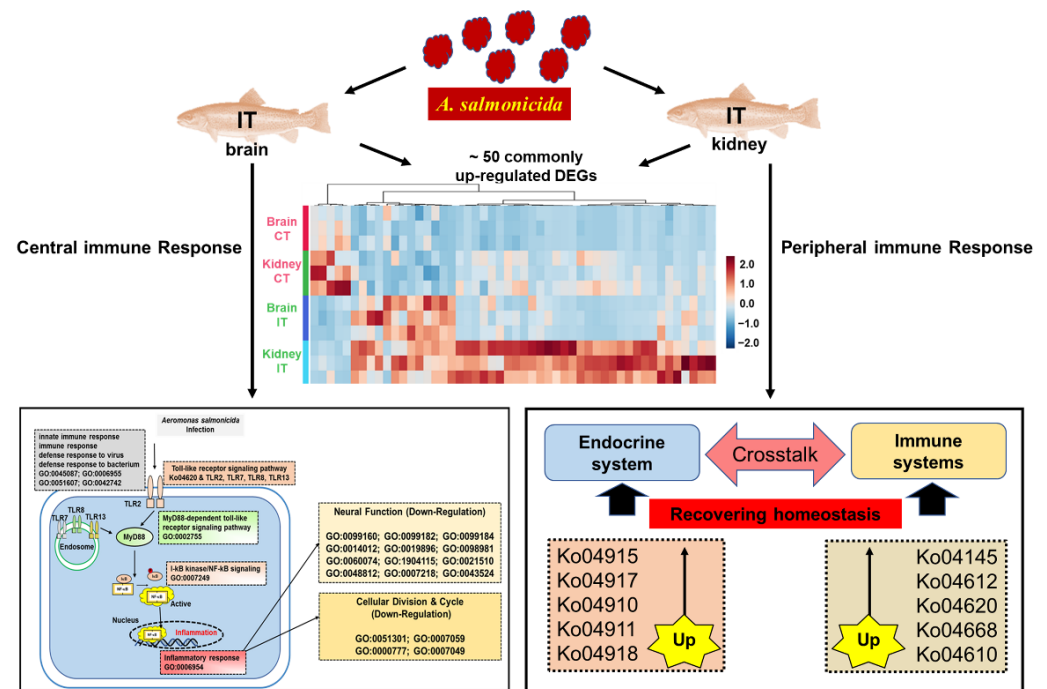 A. salmonicida
IT
brain
IT
kidney
~ 50 commonly
up-regulated DEGs
Central immune Response
Peripheral immune Response
Brain
CT
Kidney
CT
Brain
IT
Kidney
IT
2.0
1.0
0.0
−1.0
−2.0
Aeromonas salmonicida
Infection
innate immune response
immune response
defense response to virus
defense response to bacterium
GO:0045087; GO:0006955
GO:0051607; GO:0042742
Toll-like receptor signaling pathway
Ko04620 & TLR2, TLR7, TLR8, TLR13
TLR2
TLR7
TLR8
TLR13
Endosome
MyD88
MyD88-dependent toll-like
receptor signaling pathway
GO:0002755
I-kB kinase/NF-kB signaling
GO:0007249
IkB
NF-κB
IkB
NF-κB
Active
Nucleus
NF-κB
Inflammation
Inflammatory response
GO:0006954
Neural Function (Down-Regulation)
GO:0099160; GO:0099182; GO:0099184
GO:0014012; GO:0019896; GO:0098981
GO:0060074; GO:1904115; GO:0021510
GO:0048812; GO:0007218; GO:0043524
Cellular Division & Cycle
(Down-Regulation)
GO:0051301; GO:0007059
GO:0000777; GO:0007049
Endocrine
system
Crosstalk
Immune
systems
Recovering homeostasis
Ko04915
Ko04917
Ko04910
Ko04911
Ko04918
Up
Ko04145
Ko04612
Ko04620
Ko04668
Ko04610
Up